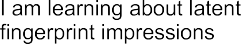 I am learning about latent
fingerprint impressions